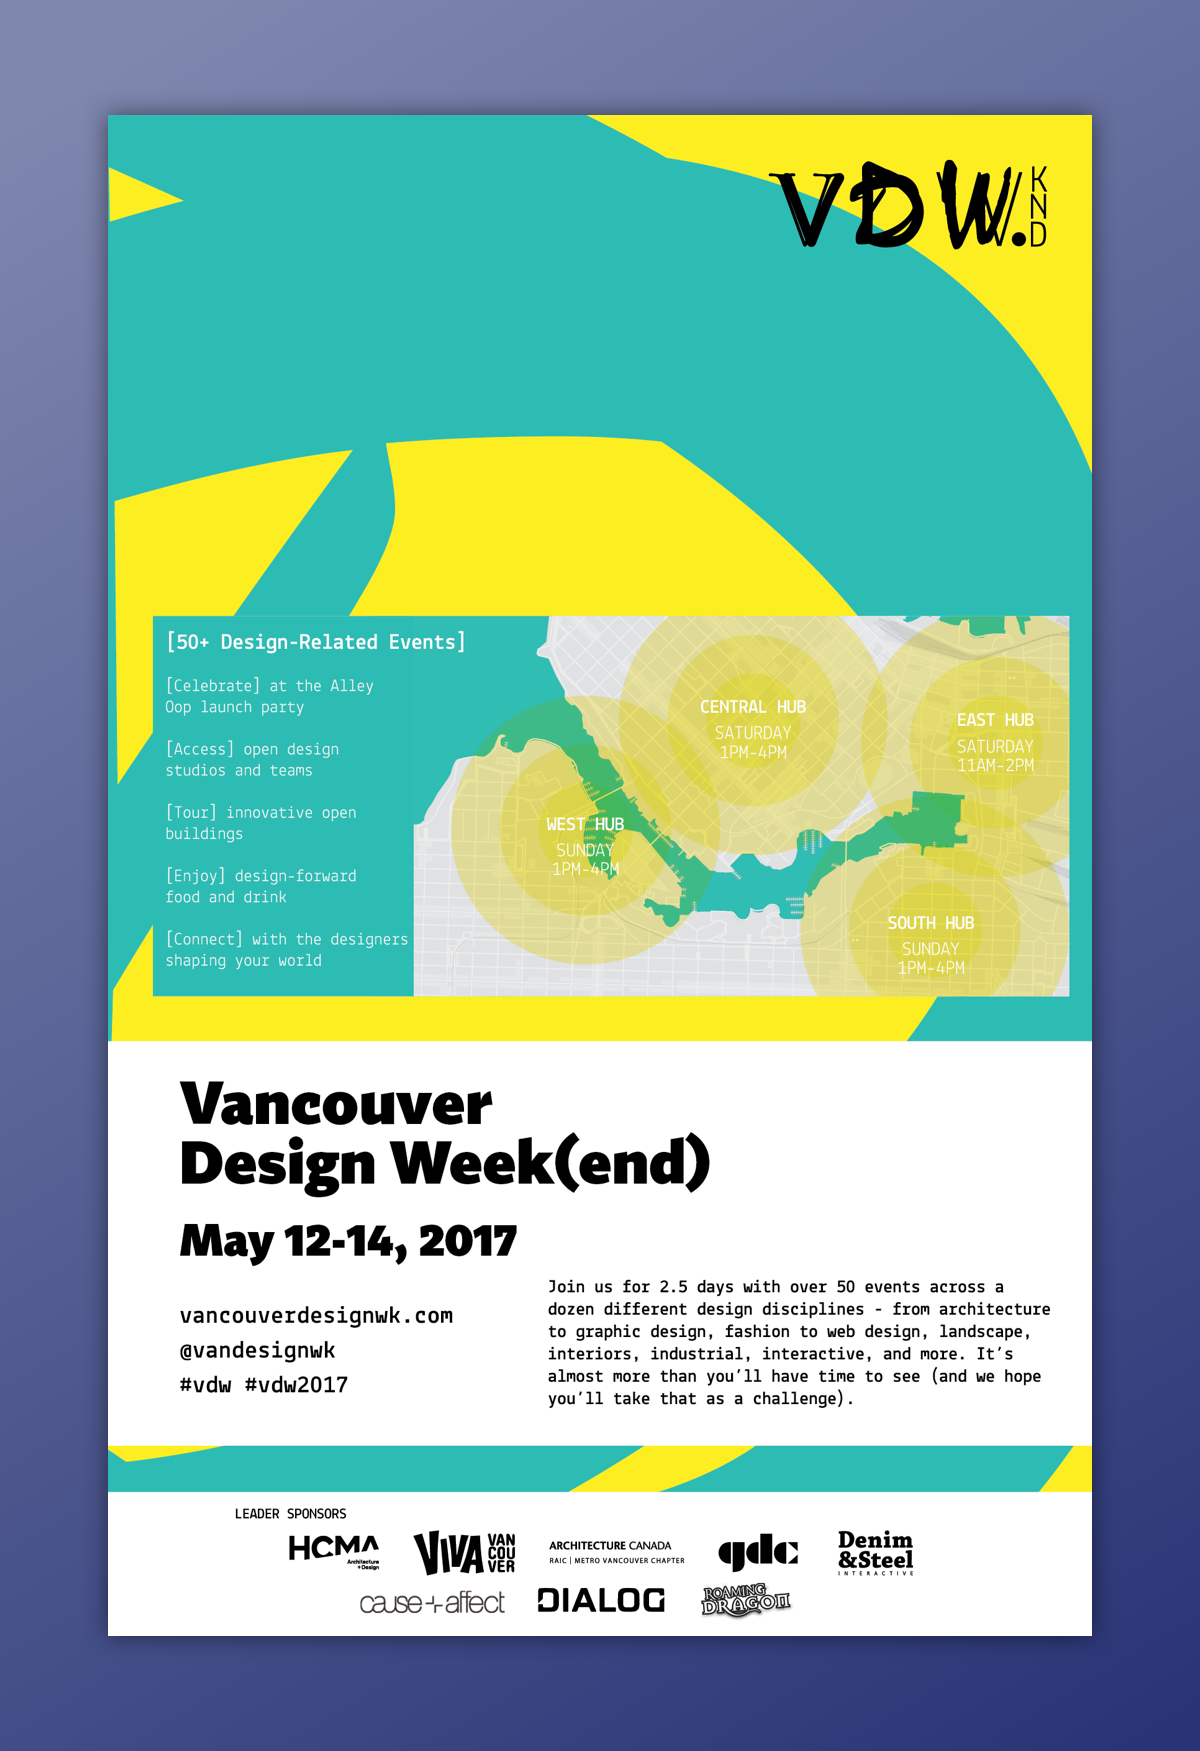 VDW.
KND
[50+ Design-Related Events]
[Celebrate] at the Alley
Oop launch party
[Access] open design
studios and teams
[Tour] innovative open
buildings
[Enjoy] design-forward
food and drink
[Connect] with the designers
shaping your world
CENTRAL HUB
SATURDAY
1PM-4PM
EAST HUB
SATURDAY
11AM-2PM
WEST HUB
SUNDAY
1PM-4PM
SOUTH HUB
SUNDAY
1PM-4PM
Vancouver
Design Week(end)
May 12-14, 2017
vancouverdesignwk.com
@vandesignwk
#vdw #vdw2017
Join us for 2.5 days with over 50 events across a
dozen different design disciplines - from architecture
to graphic design, fashion to web design, landscape,
interiors, industrial, interactive, and more. It's
almost more than you'll have time to see (and we hope
you'll take that as a challenge).
LEADER SPONSORS
HCMA
Architecture
+Design
VIVA
VAN
COU
VER
ARCHITECTURE CANADA
RAIC | METRO VANCOUVER CHAPTER
gdc
Denim
&Steel
INTERACTIVE
cause+affect
DIALOG
ROAMING
DRAGON